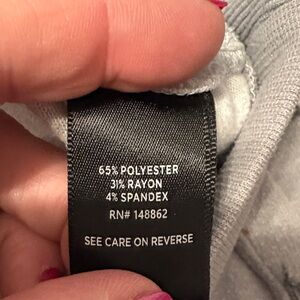 65% POLYESTER
31% RAYON
4% SPANDEX
RN# 148862
SEE CARE ON REVERSE